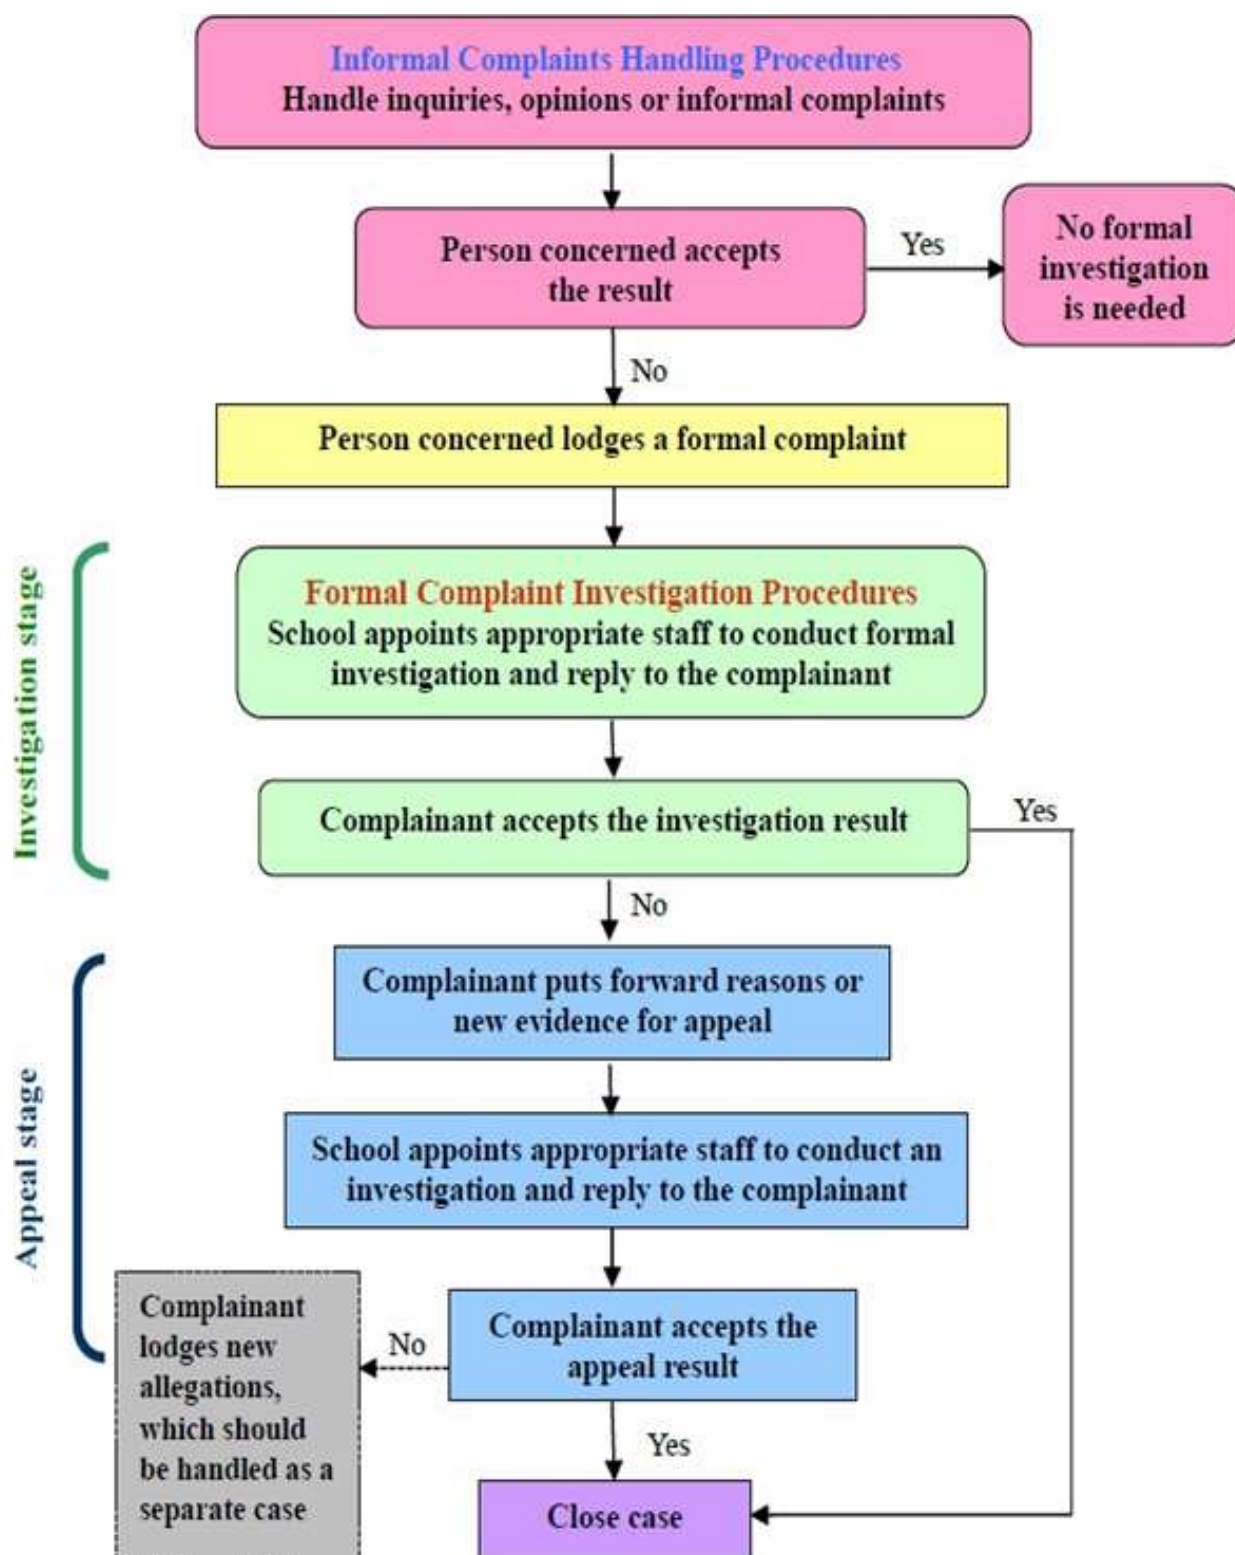 Informal Complaints Handling Procedures
Handle inquiries, opinions or informal complaints
Person concerned accepts
the result
Yes
No formal
investigation
is needed
No
Person concerned lodges a formal complaint
Investigation stage
Formal Complaint Investigation Procedures
School appoints appropriate staff to conduct formal
investigation and reply to the complainant
Complainant accepts the investigation result
Yes
No
Appeal stage
Complainant puts forward reasons or
new evidence for appeal
School appoints appropriate staff to conduct an
investigation and reply to the complainant
Complainant accepts the
appeal result
No
Complainant
lodges new
allegations,
which should
be handled as a
separate case
Yes
Close case